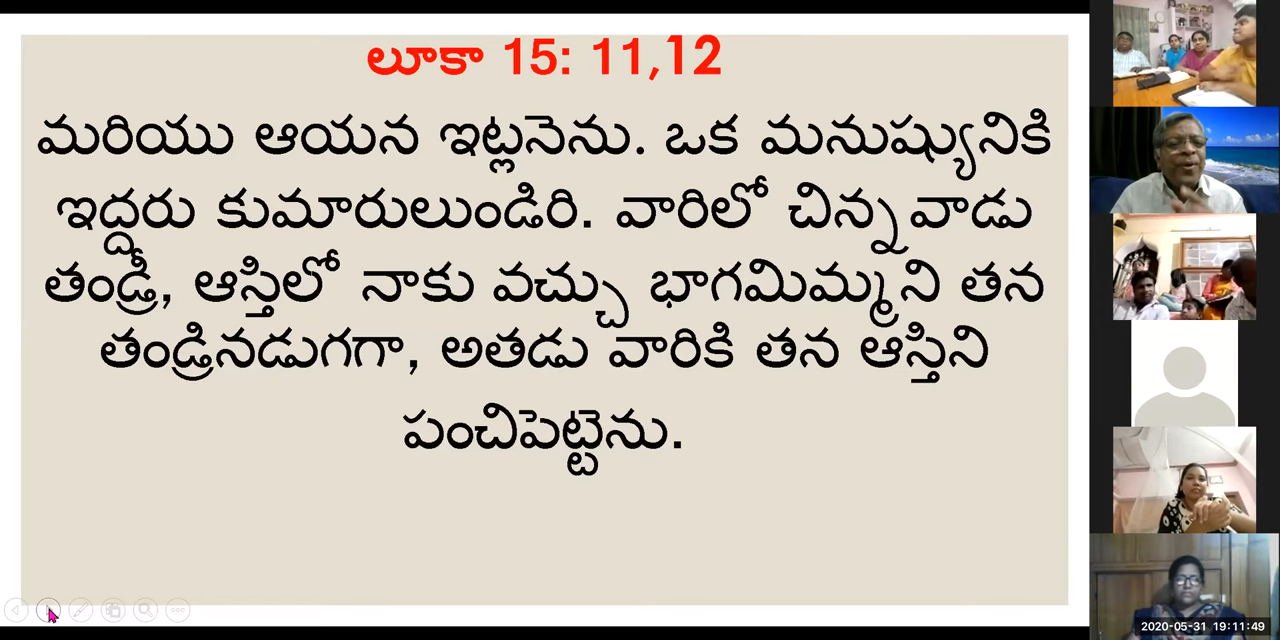 లూకా 15: 11,12
మరియు ఆయన ఇట్లనెను. ఒక మనుష్యునికి
ఇద్దరు కుమారులుండిరి. వారిలో చిన్నవాడు
తండ్రీ, ఆస్తిలో నాకు వచ్చు భాగమిమ్మని తన
తండ్రినడుగగా, అతడు వారికి తన ఆస్తిని
పంచిపెట్టెను.
2020-05-31 19:11:49